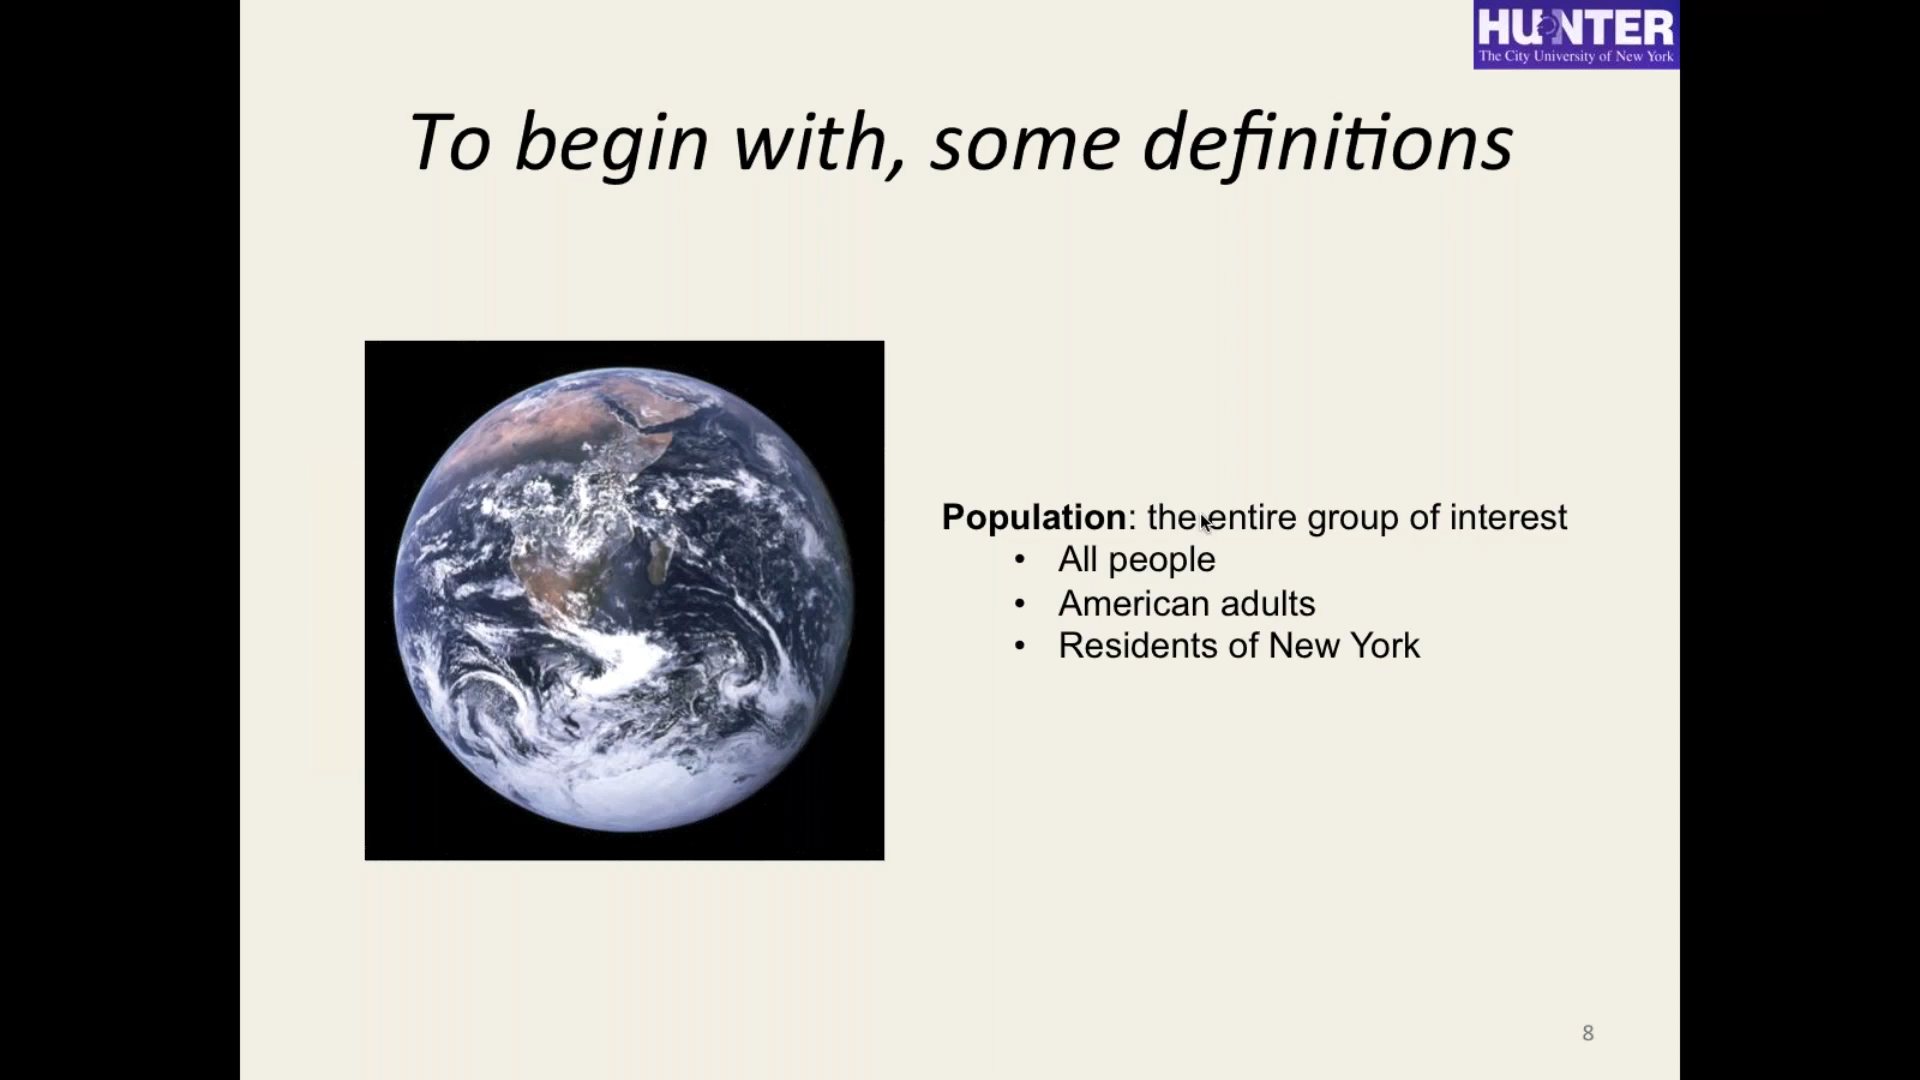 HUNTER
The City University of New York
To begin with, some definitions
Population: the entire group of interest
• All people
• American adults
• Residents of New York
8